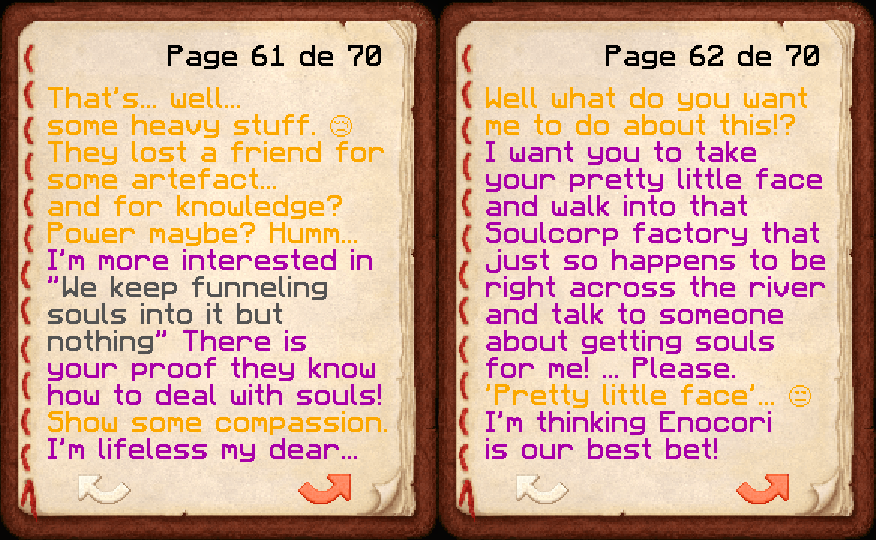 Page 61 de 70
That's... well...
some heavy stuff. ☹
They lost a friend for
some artefact...
and for knowledge?
Power maybe? Humm...
I'm more interested in
"We keep funneling
souls into it but
nothing" There is
your proof they know
how to deal with souls!
Show some compassion.
I'm lifeless my dear...
Page 62 de 70
Well what do you want
me to do about this!?
I want you to take
your pretty little face
and walk into that
Soulcorp factory that
just so happens to be
right across the river
and talk to someone
about getting souls
for me! ... Please.
'Pretty little face'... 😐
I'm thinking Enocori
is our best bet!